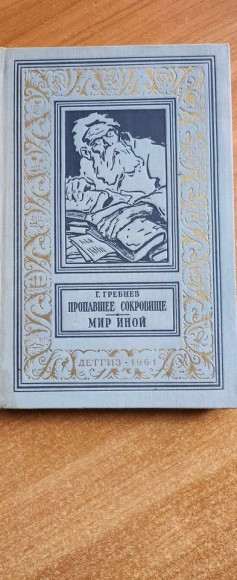 Г. ГРЕБНЕВ
ПРОПАВШЕЕ СОКРОВИЩЕ
МИР ИНОЙ
ДЕТГИЗ • 1961